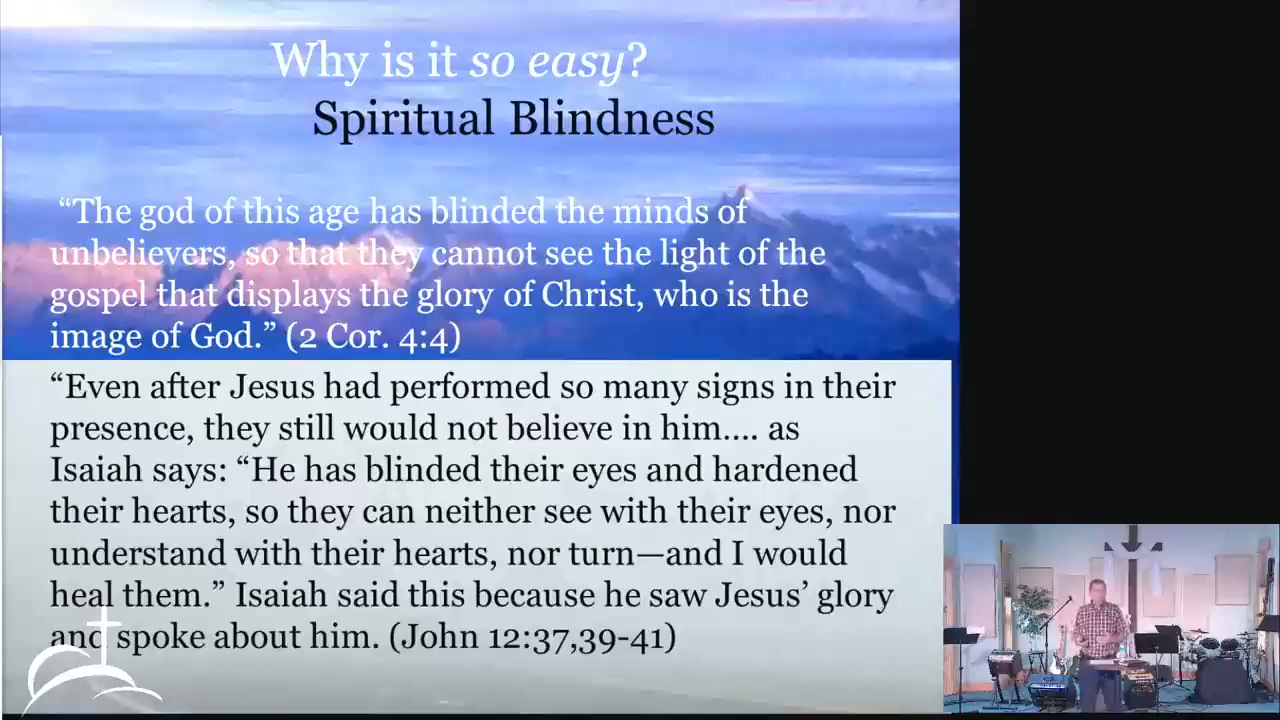 Why is it so easy?
Spiritual Blindness
“The god of this age has blinded the minds of
unbelievers, so that they cannot see the light of the
gospel that displays the glory of Christ, who is the
image of God.” (2 Cor. 4:4)
“Even after Jesus had performed so many signs in their
presence, they still would not believe in him.... as
Isaiah says: “He has blinded their eyes and hardened
their hearts, so they can neither see with their eyes, nor
understand with their hearts, nor turn—and I would
heal them.” Isaiah said this because he saw Jesus’ glory
and spoke about him. (John 12:37,39-41)